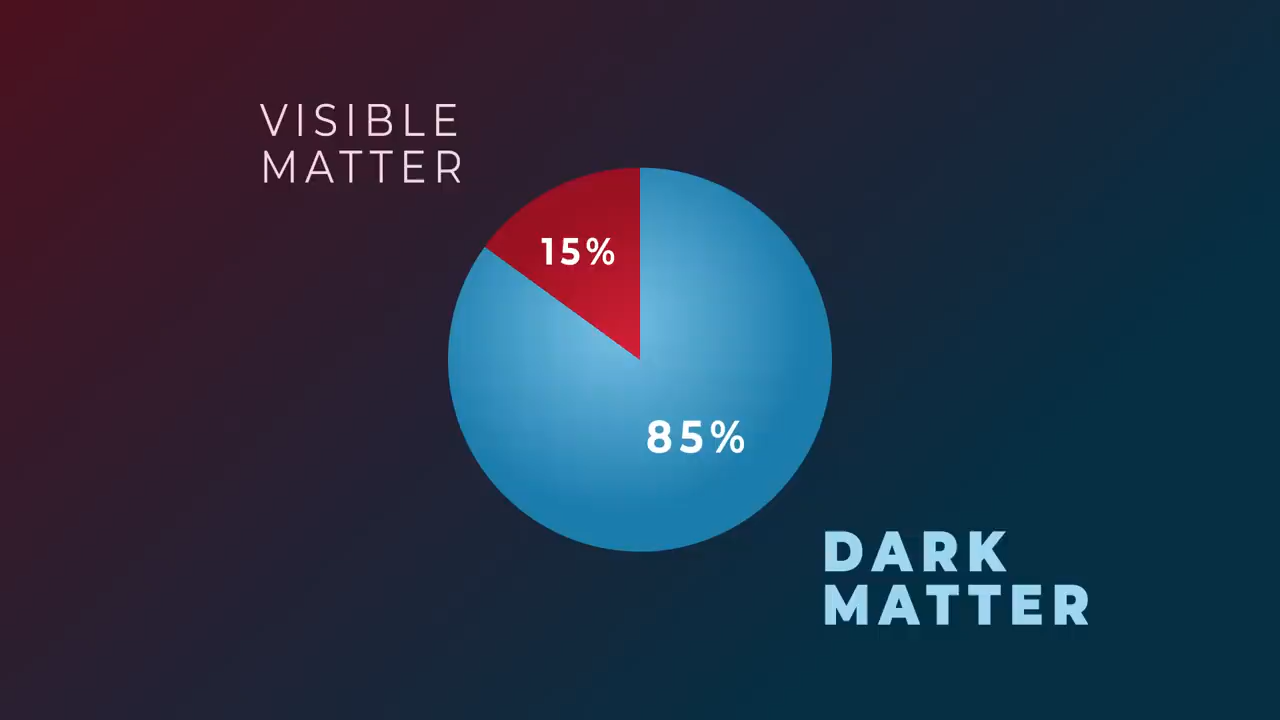 VISIBLE
MATTER
15%
85%
DARK
MATTER